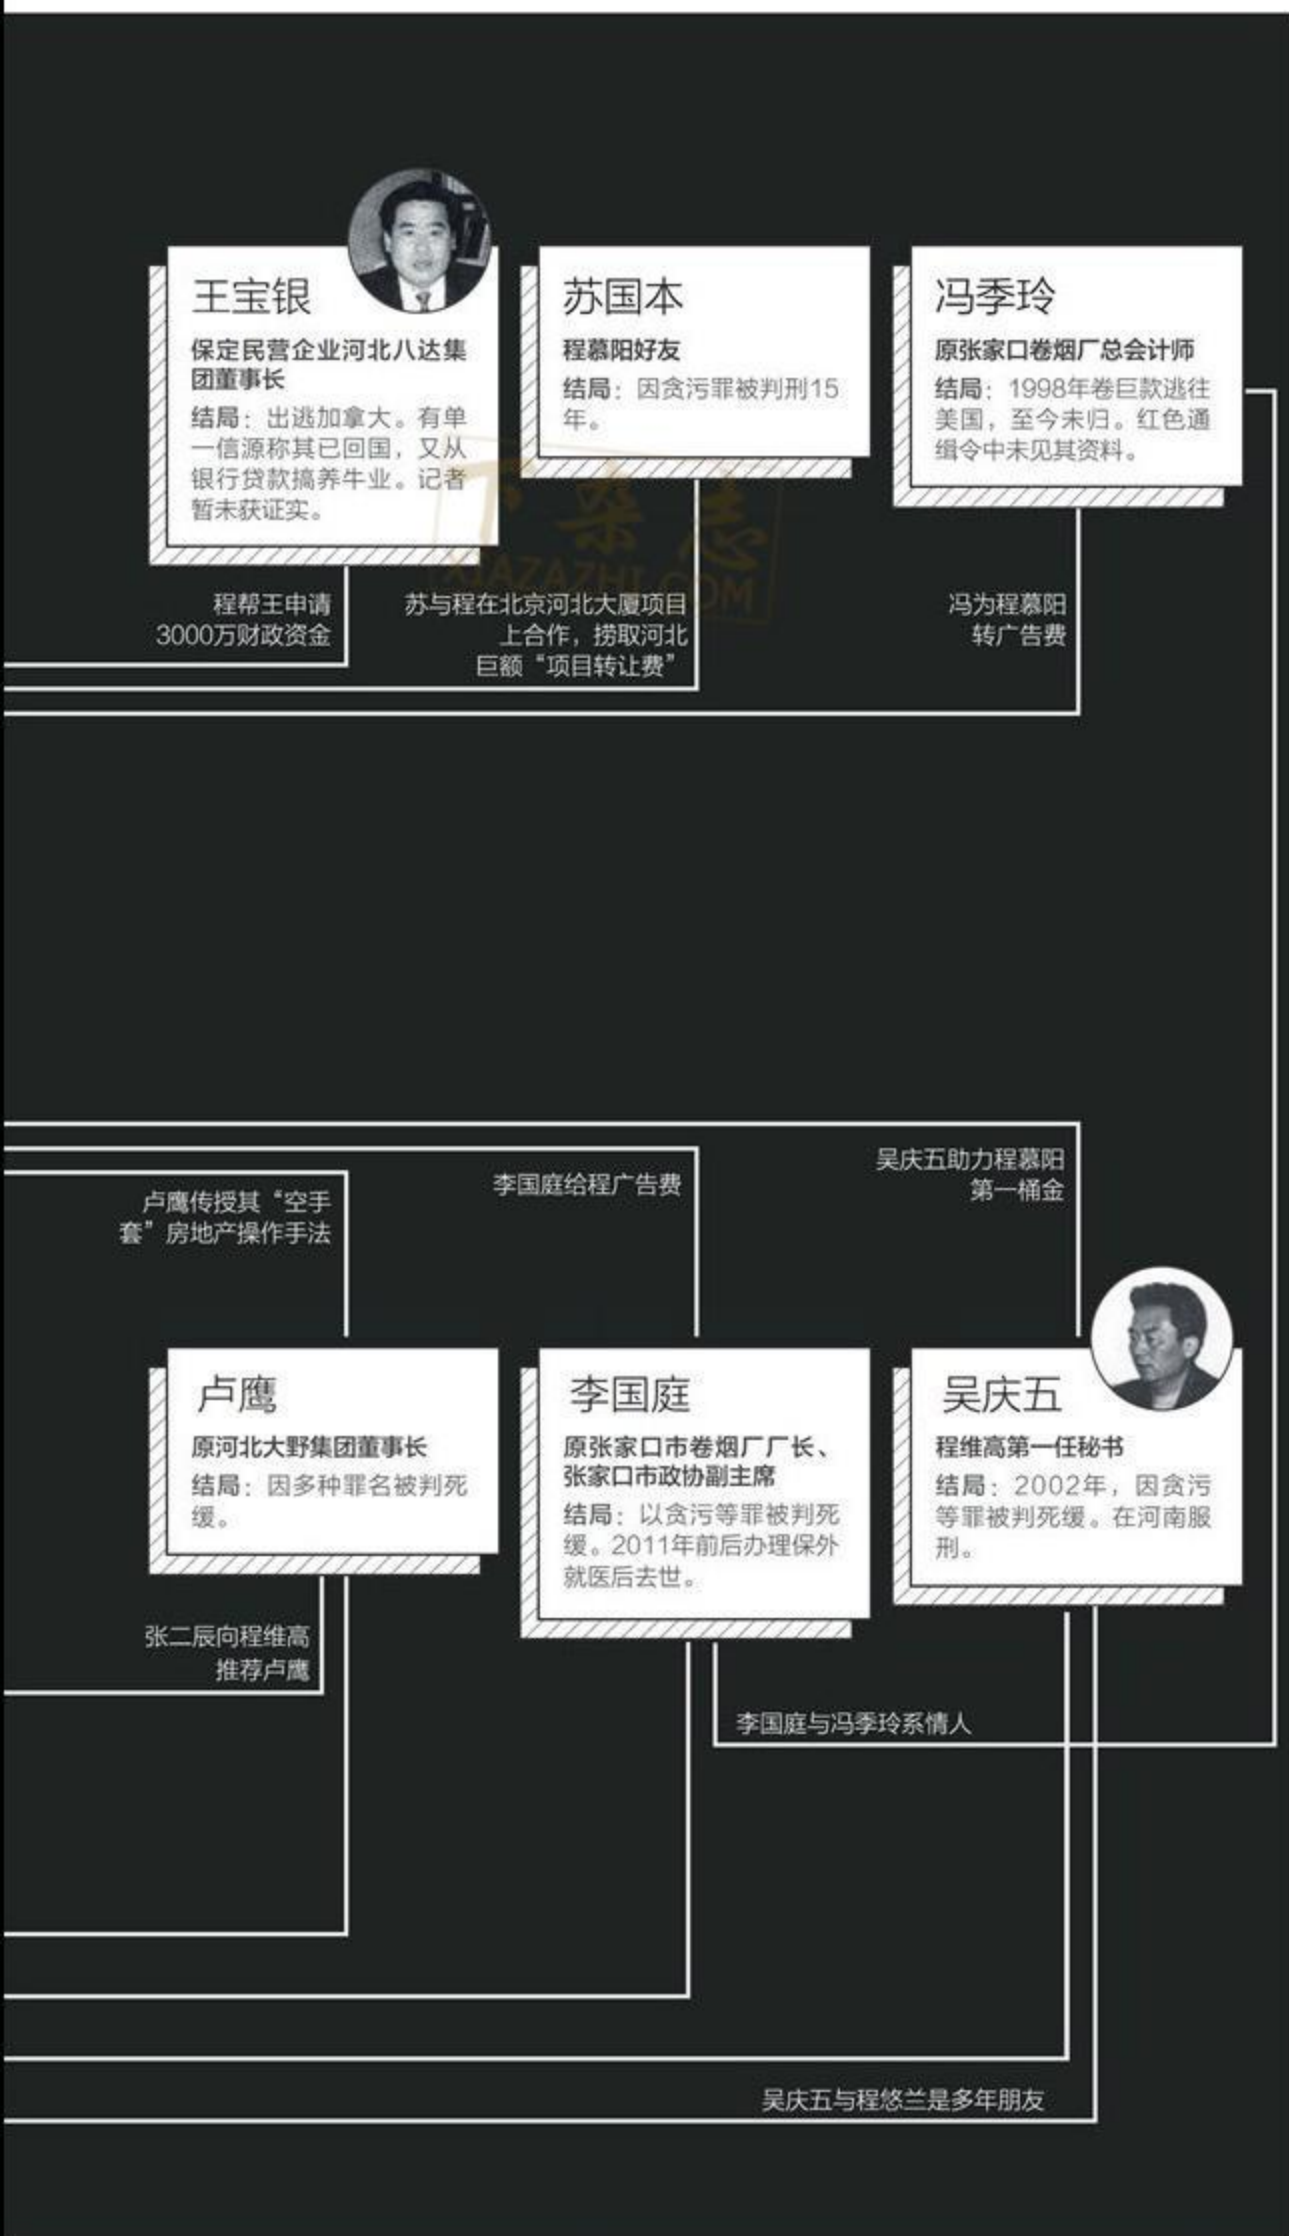 王宝银
保定民营企业河北八达集
团董事长
结局：出逃加拿大。有单
一信源称其已回国，又从
银行贷款搞养牛业。记者
暂未获证实。
苏国本
程慕阳好友
结局：因贪污罪被判刑15
年。
冯季玲
原张家口卷烟厂总会计师
结局：1998年卷巨款逃往
美国，至今未归。红色通
缉令中未见其资料。
下杂志
XIAZAZHI.COM
程帮王申请
3000万财政资金
苏与程在北京河北大厦项目
上合作，捞取河北
巨额“项目转让费”
冯为程慕阳
转广告费
卢鹰传授其“空手
套”房地产操作手法
李国庭给程广告费
吴庆五助力程慕阳
第一桶金
卢鹰
原河北大野集团董事长
结局：因多种罪名被判死
缓。
李国庭
原张家口市卷烟厂厂长、
张家口市政协副主席
结局：以贪污等罪被判死
缓。2011年前后办理保外
就医后去世。
吴庆五
程维高第一任秘书
结局：2002年，因贪污
等罪被判死缓。在河南服
刑。
张二辰向程维高
推荐卢鹰
李国庭与冯季玲系情人
吴庆五与程悠兰是多年朋友